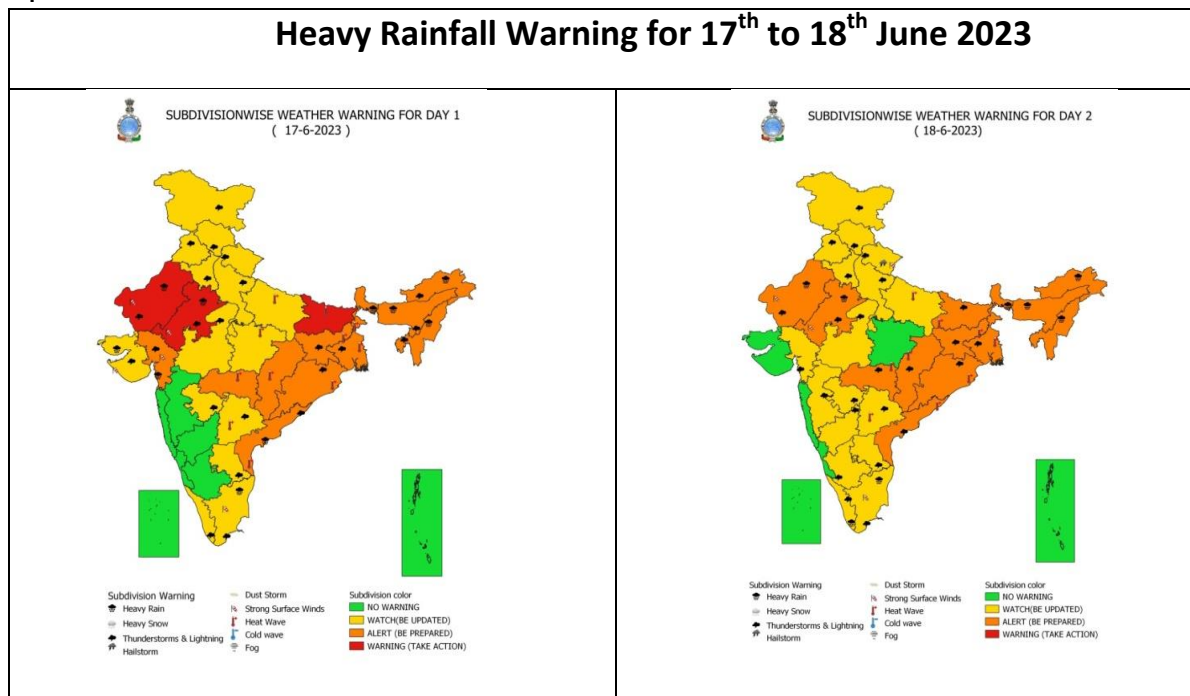 Heavy Rainfall Warning for 17th to 18th June 2023
SUBDIVISIONWISE WEATHER WARNING FOR DAY 1
( 17-6-2023 )
Subdivision Warning
Heavy Rain
Heavy Snow
Thunderstorms & Lightning
Hailstorm
Dust Storm
Strong Surface Winds
Heat Wave
Cold wave
Fog
Subdivision color
NO WARNING
WATCH(BE UPDATED)
ALERT (BE PREPARED)
WARNING (TAKE ACTION)
SUBDIVISIONWISE WEATHER WARNING FOR DAY 2
( 18-6-2023)
Subdivision Warning
Heavy Rain
Heavy Snow
Thunderstorms & Lightning
Hailstorm
Dust Storm
Strong Surface Winds
Heat Wave
Cold wave
Fog
Subdivision color
NO WARNING
WATCH(BE UPDATED)
ALERT (BE PREPARED)
WARNING (TAKE ACTION)